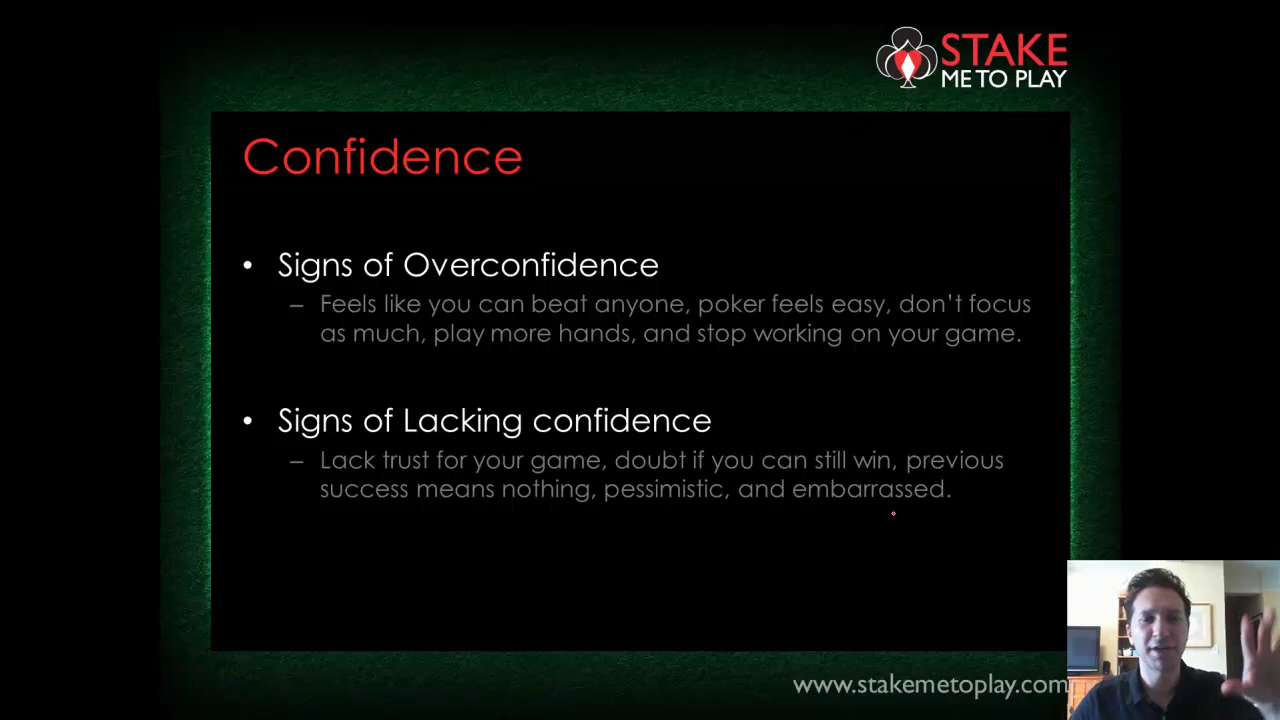 STAKE
ME TO PLAY
Confidence
• Signs of Overconfidence
– Feels like you can beat anyone, poker feels easy, don't focus
as much, play more hands, and stop working on your game.
• Signs of Lacking confidence
– Lack trust for your game, doubt if you can still win, previous
success means nothing, pessimistic, and embarrassed.
www.stakemetoplay.com